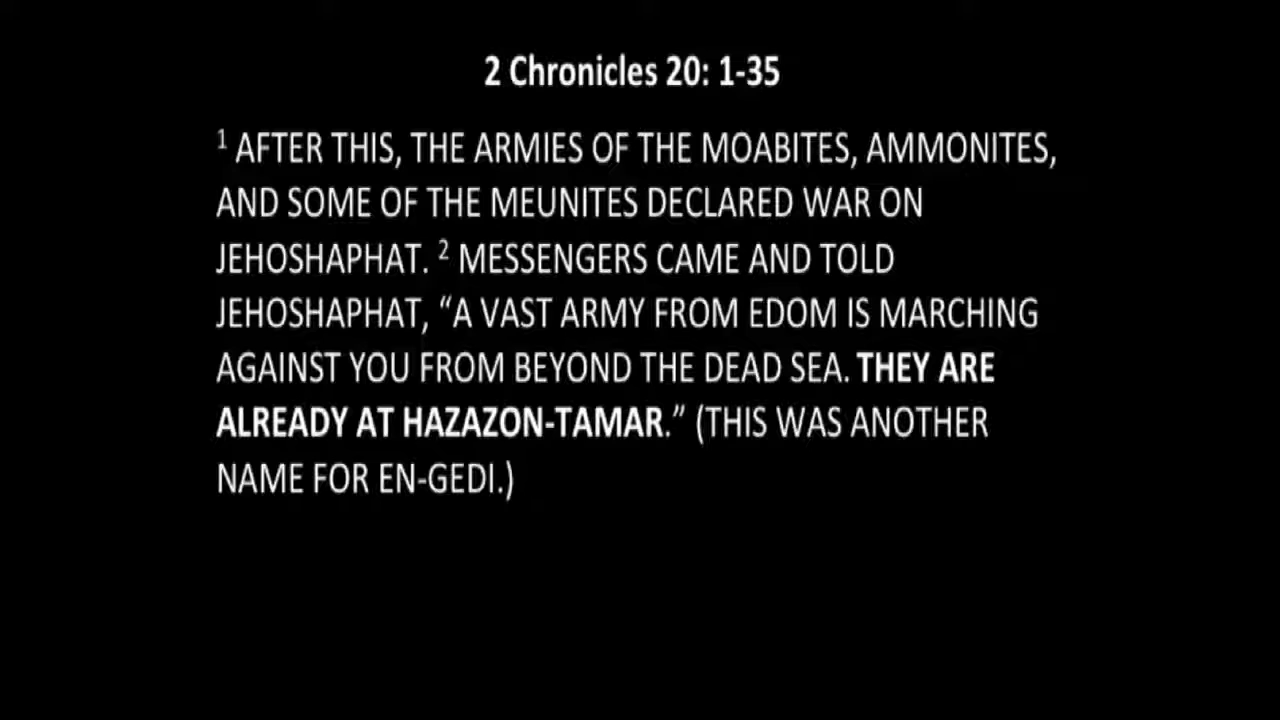 2 Chronicles 20: 1-35
1 AFTER THIS, THE ARMIES OF THE MOABITES, AMMONITES,
AND SOME OF THE MEUNITES DECLARED WAR ON
JEHOSHAPHAT. 2 MESSENGERS CAME AND TOLD
JEHOSHAPHAT, “A VAST ARMY FROM EDOM IS MARCHING
AGAINST YOU FROM BEYOND THE DEAD SEA. THEY ARE
ALREADY AT HAZAZON-TAMAR.” (THIS WAS ANOTHER
NAME FOR EN-GEDI.)